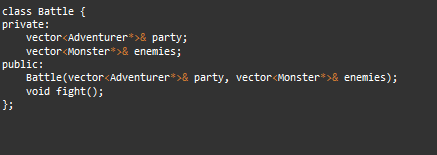 class Battle {
private:
    vector<Adventurer*>& party;
    vector<Monster*>& enemies;
public:
    Battle(vector<Adventurer*>& party, vector<Monster*>& enemies);
    void fight();
};